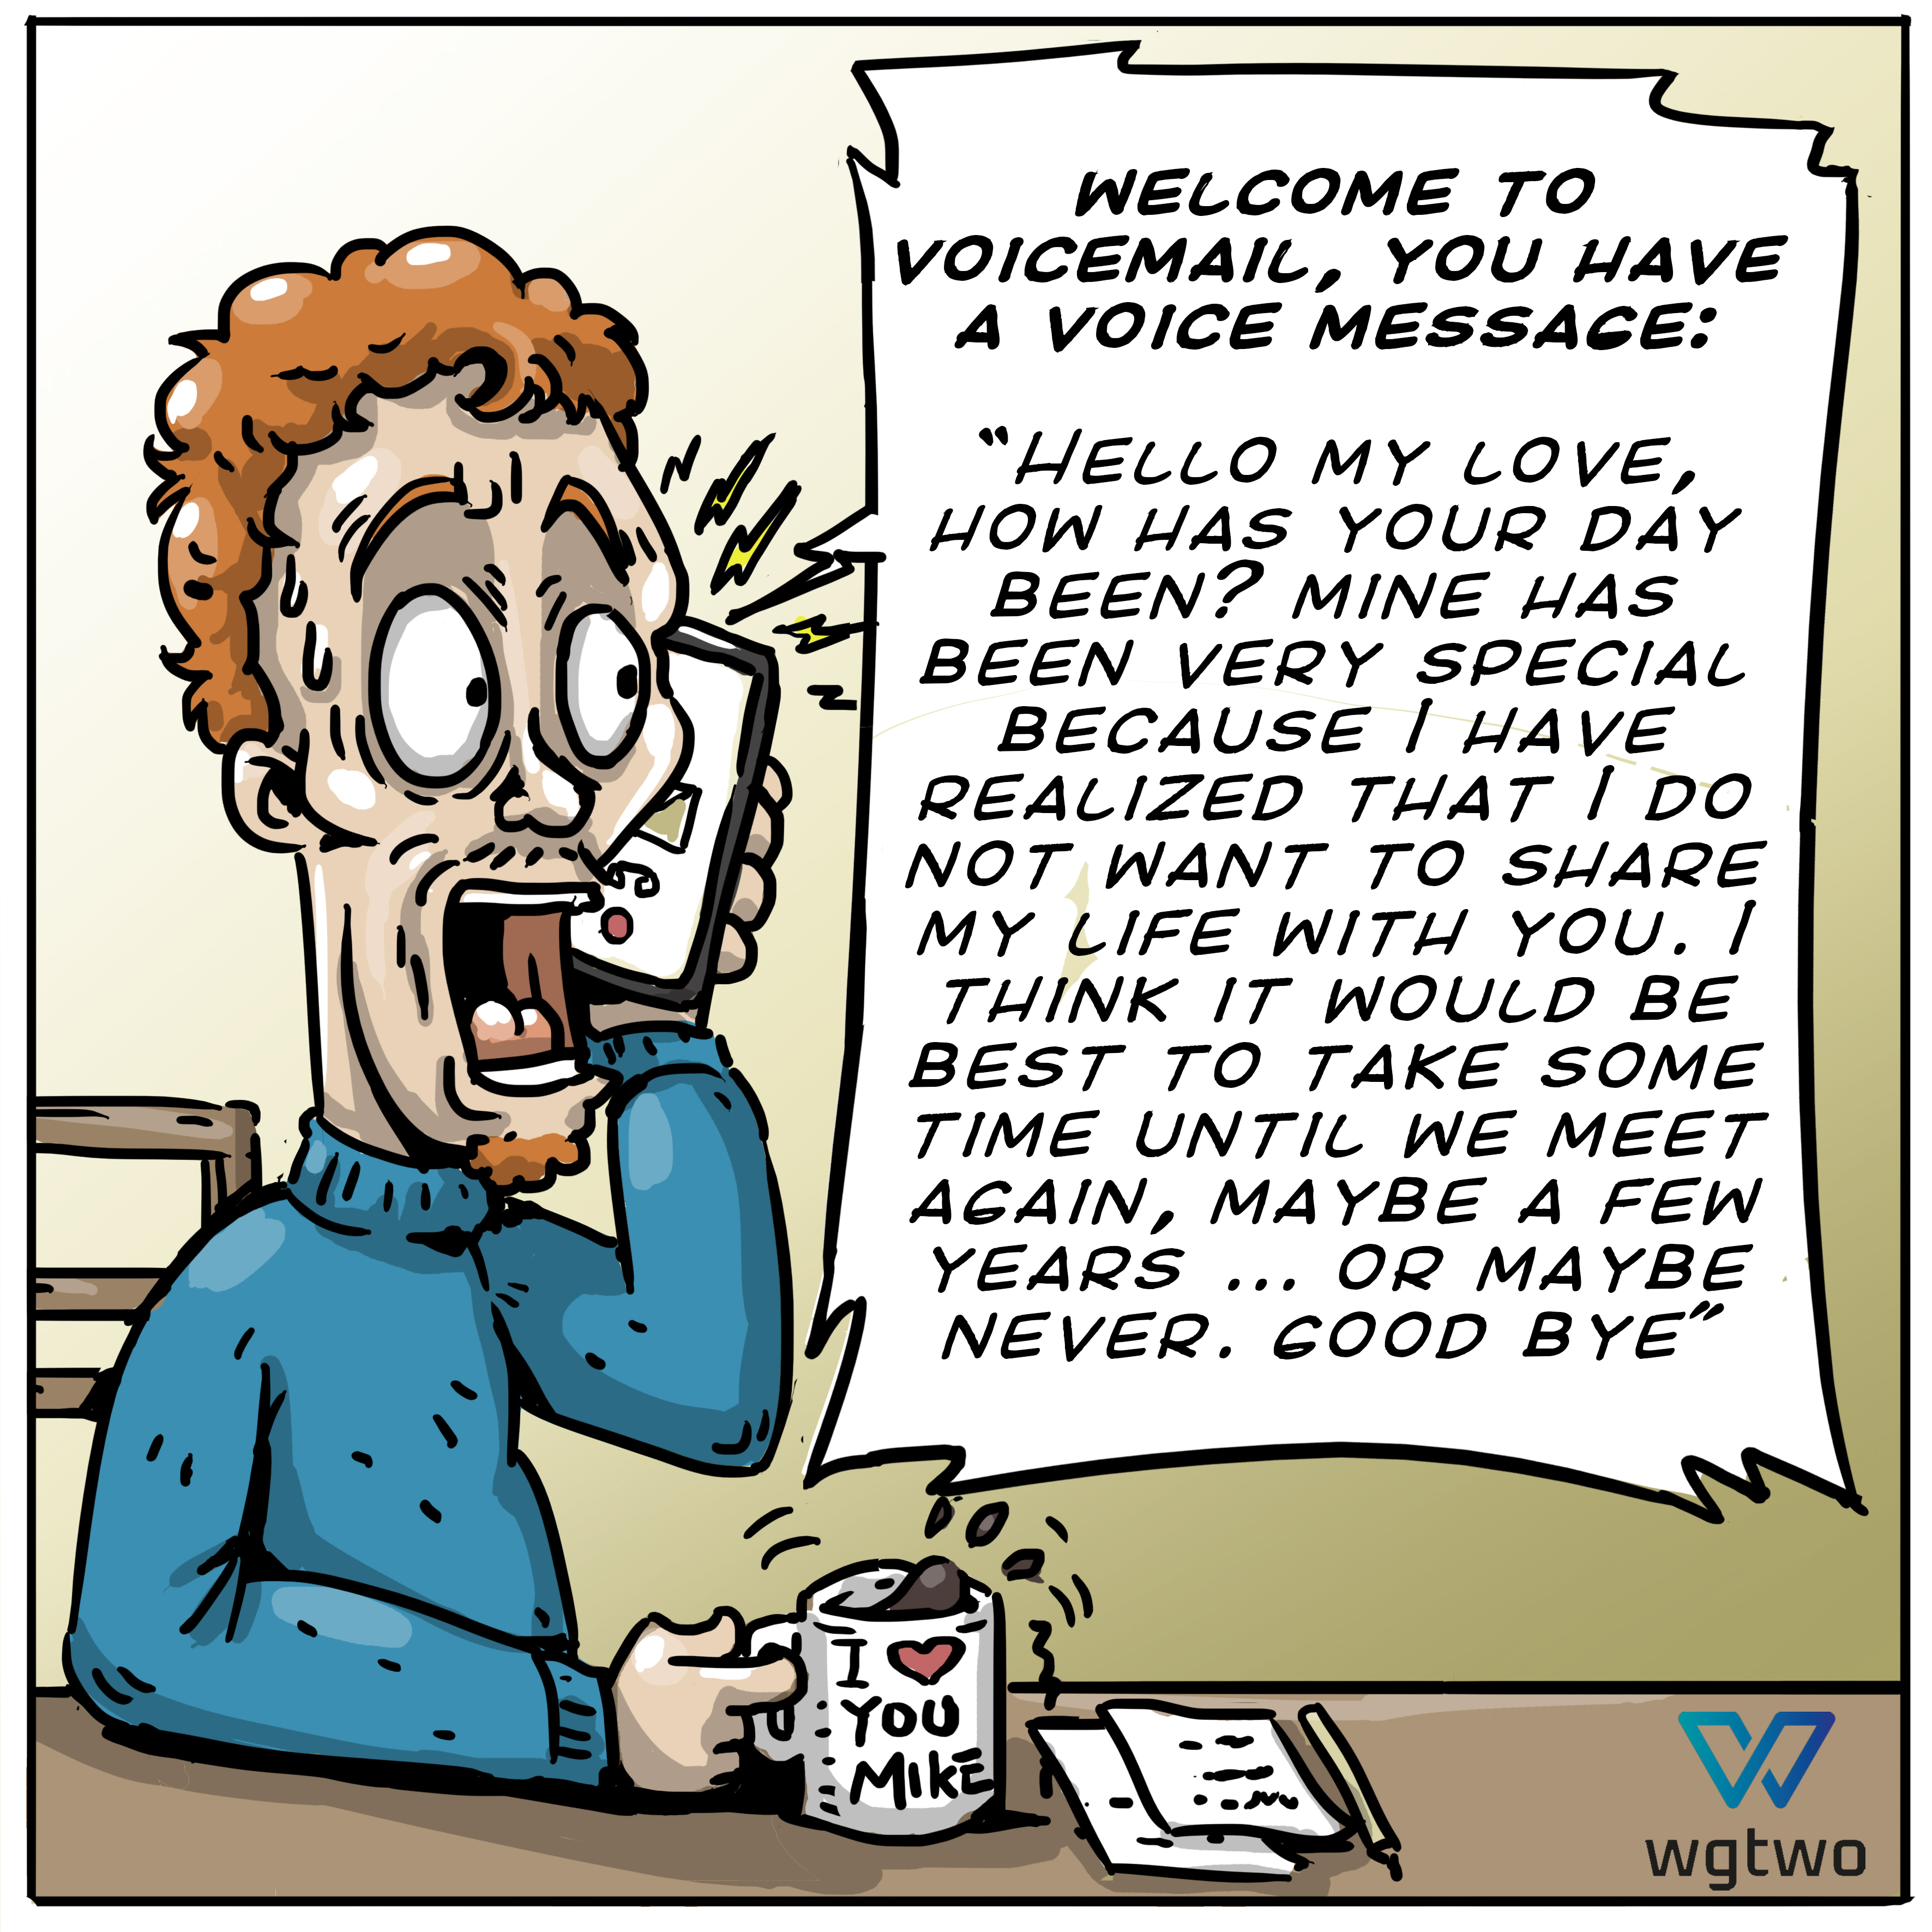 WELCOME TO
VOICEMAIL, YOU HAVE
A VOICE MESSAGE:
“HELLO MY LOVE,
HOW HAS YOUR DAY
BEEN? MINE HAS
BEEN VERY SPECIAL
BECAUSE I HAVE
REALIZED THAT I DO
NOT WANT TO SHARE
MY LIFE WITH YOU. I
THINK IT WOULD BE
BEST TO TAKE SOME
TIME UNTIL WE MEET
AGAIN, MAYBE A FEW
YEARS ... OR MAYBE
NEVER. GOOD BYE”
I ❤
YOU
MIKE
wgtwo